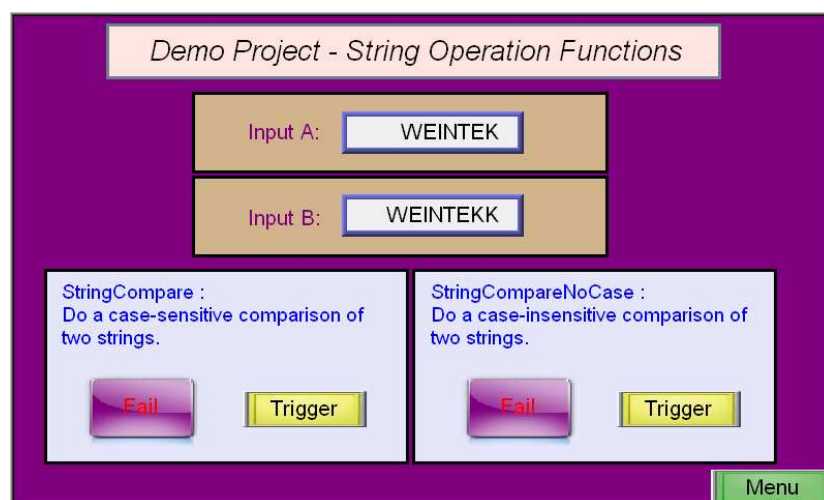 Demo Project - String Operation Functions
Input A: WEINTEK
Input B: WEINTEKK
StringCompare :
Do a case-sensitive comparison of
two strings.
Fail Trigger
StringCompareNoCase :
Do a case-insensitive comparison of
two strings.
Fail Trigger
Menu